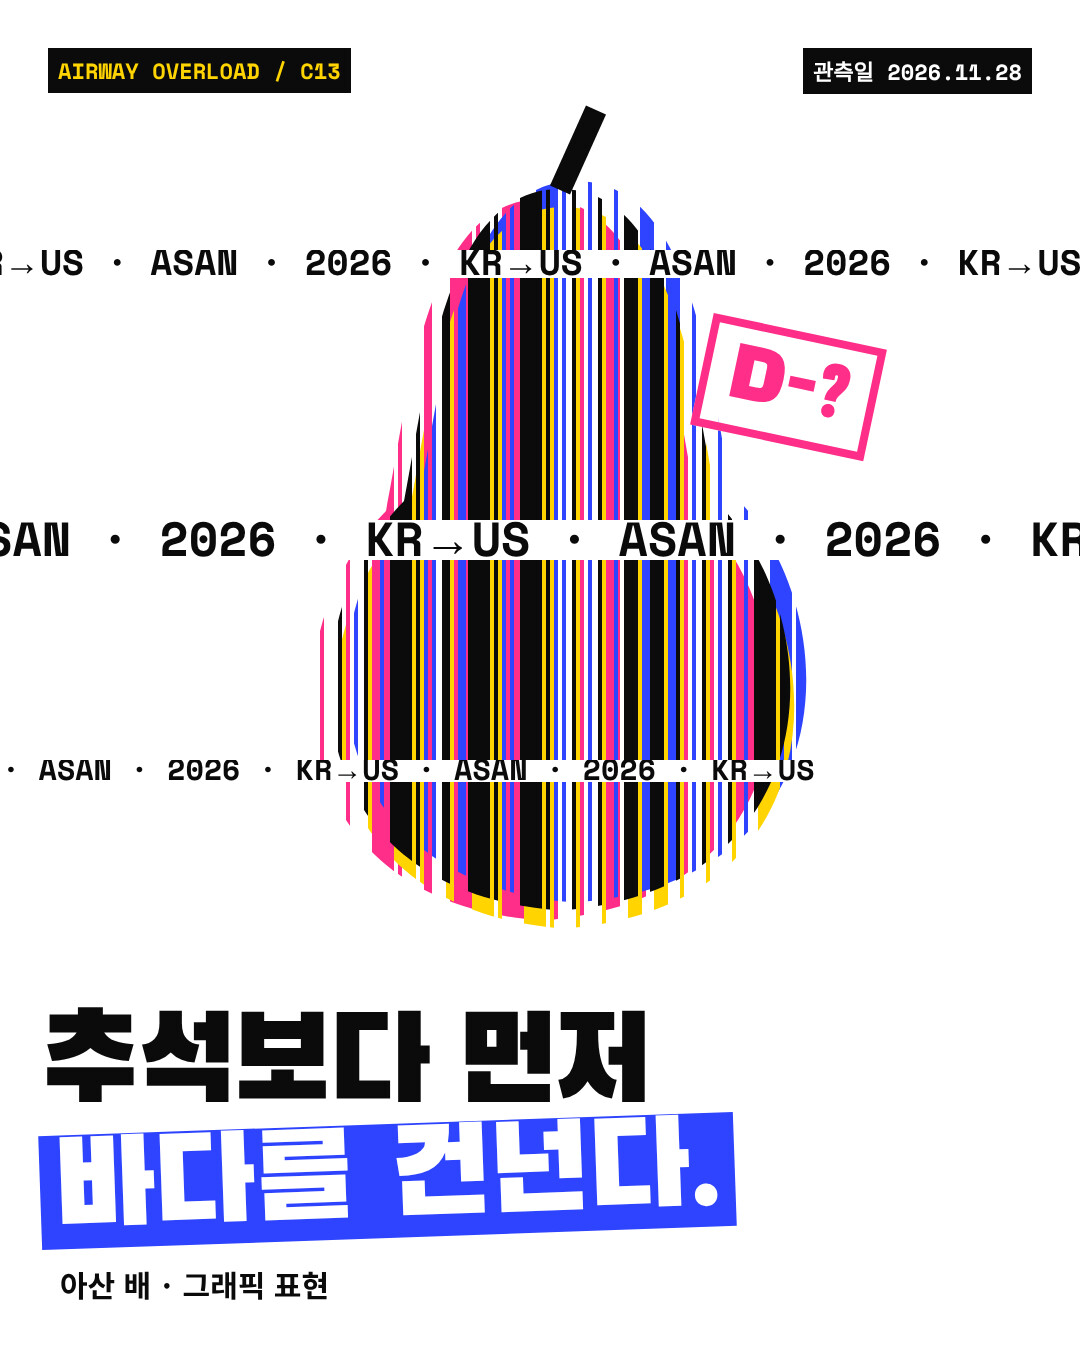 AIRWAY OVERLOAD / C13
관측일 2026.11.28
→US · ASAN · 2026 · KR→US · ASAN · 2026 · KR→US
D-?
SAN · 2026 · KR→US · ASAN · 2026 · KR
· ASAN · 2026 · KR→US · ASAN · 2026 · KR→US
추석보다 먼저
바다를 건넌다.
아산 배 · 그래픽 표현